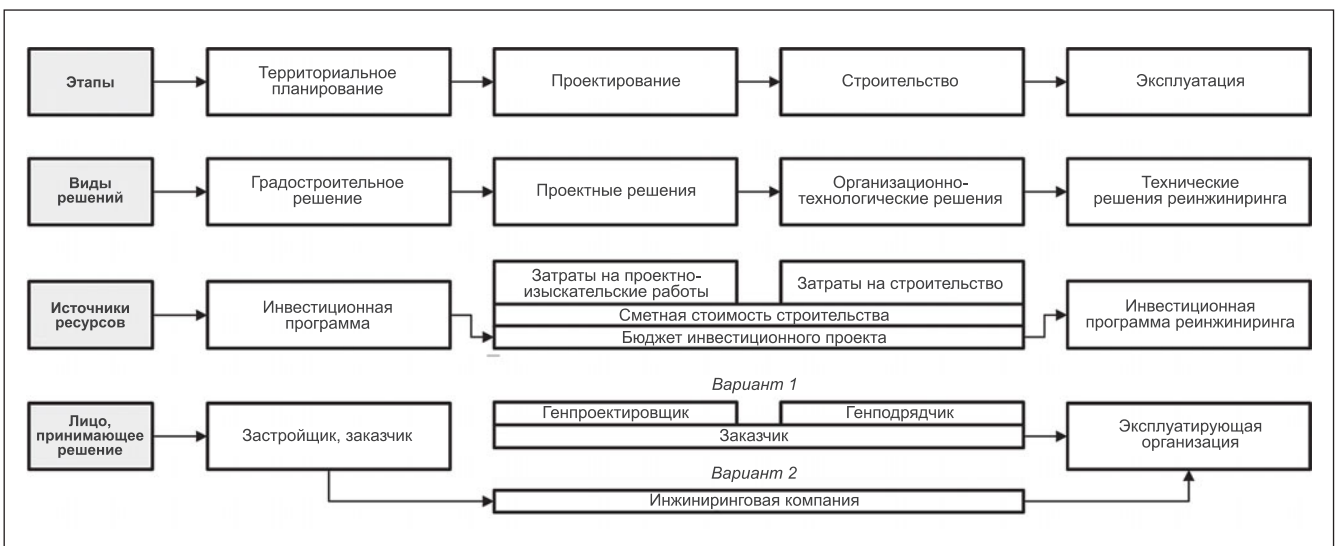 Этапы
Территориальное
планирование
Проектирование
Строительство
Эксплуатация
Виды
решений
Градостроительное
решение
Проектные решения
Организационно-
технологические решения
Технические
решения реинжиниринга
Источники
ресурсов
Инвестиционная
программа
Затраты на проектно-
изыскательские работы
Затраты на строительство
Сметная стоимость строительства
Бюджет инвестиционного проекта
Инвестиционная
программа реинжиниринга
Лицо,
принимающее
решение
Застройщик, заказчик
Вариант 1
Генпроектировщик
Генподрядчик
Заказчик
Эксплуатирующая
организация
Вариант 2
Инжиниринговая компания